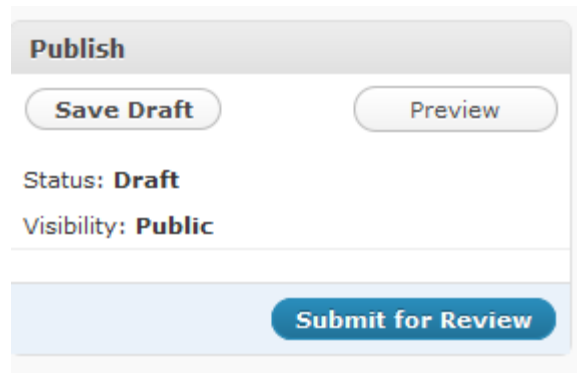 Publish
Save Draft Preview
Status: Draft
Visibility: Public
Submit for Review